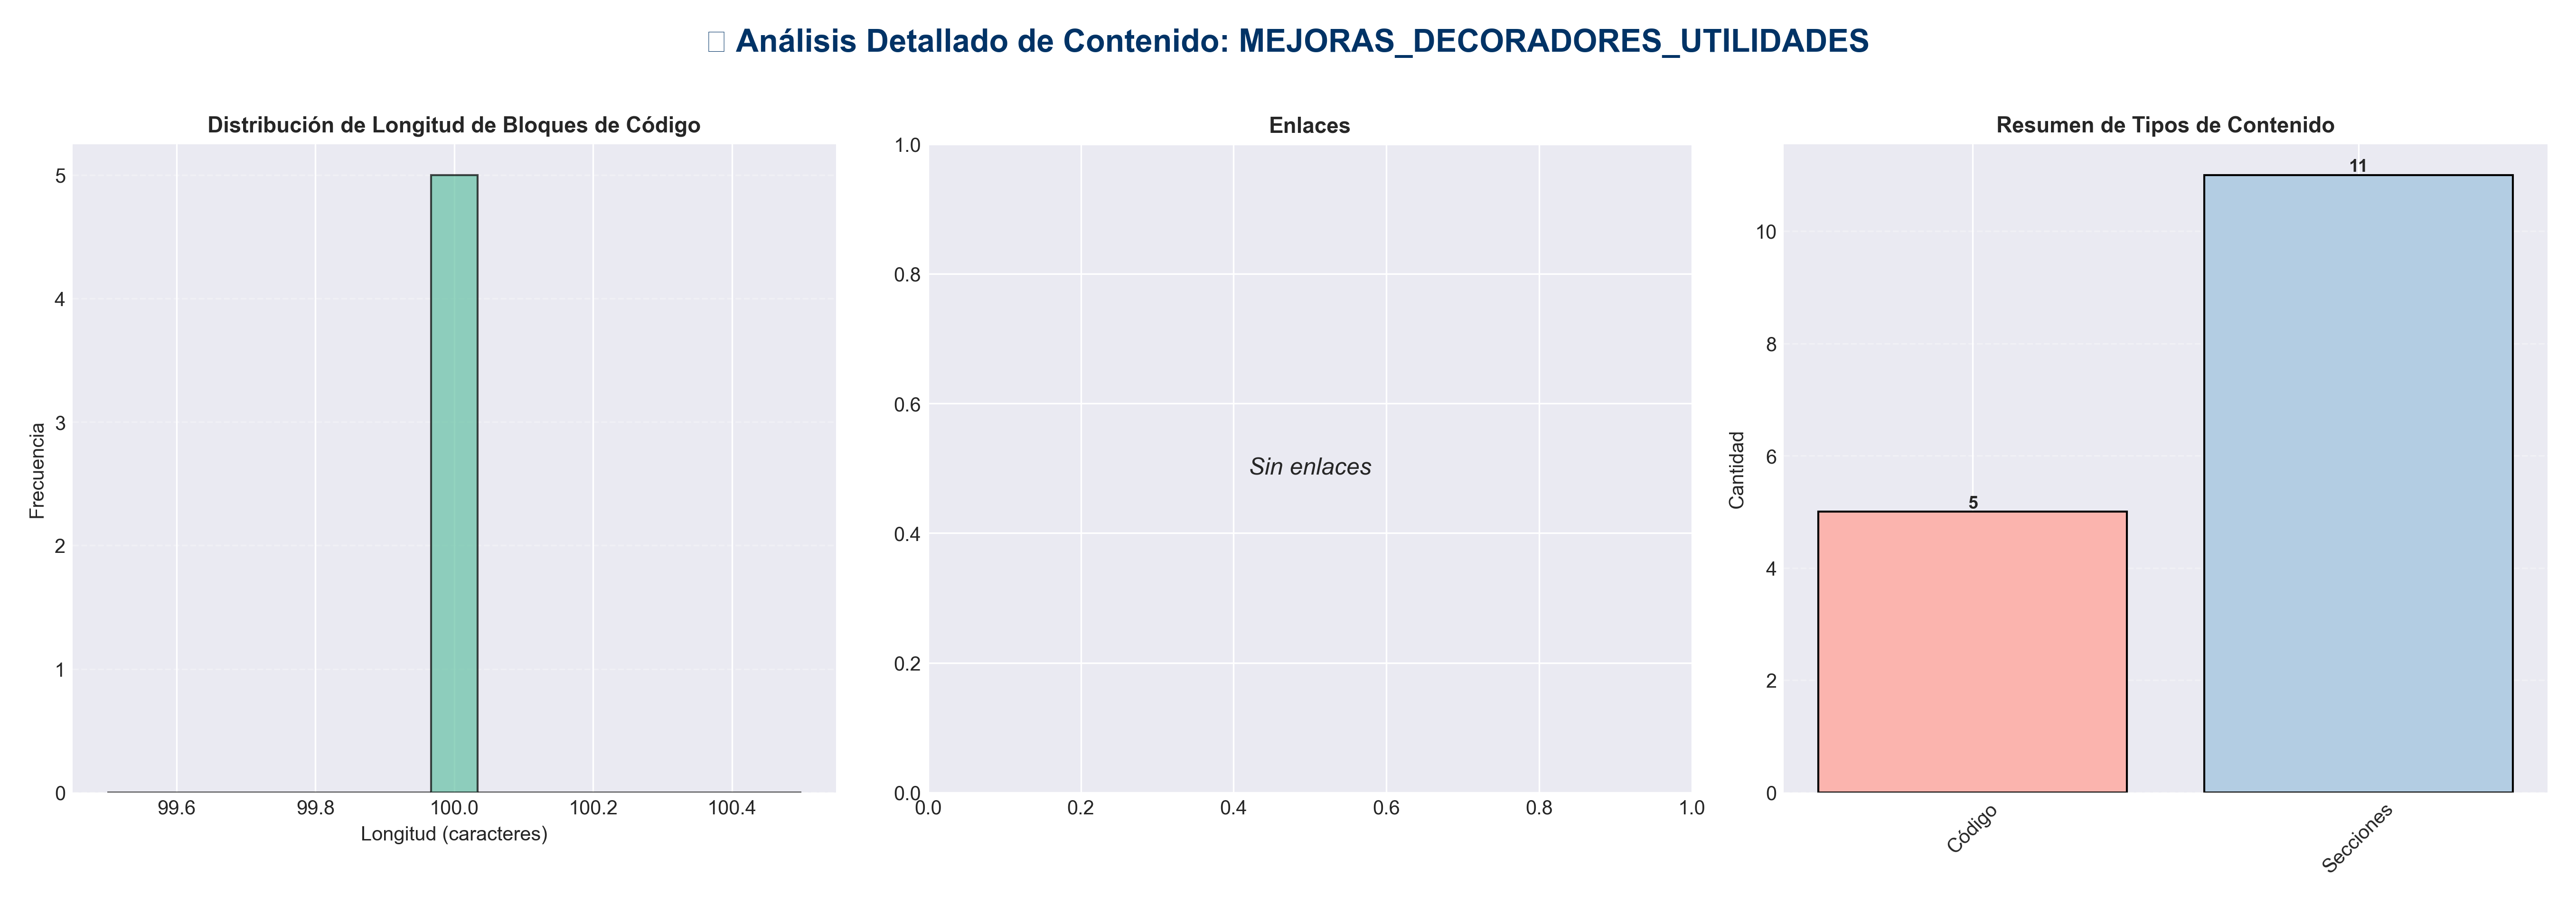 Análisis Detallado de Contenido: MEJORAS_DECORADORES_UTILIDADES
Distribución de Longitud de Bloques de Código
5
4
3
2
1
0
Frecuencia
99.6 99.8 100.0 100.2 100.4
Longitud (caracteres)
Enlaces
1.0
0.8
0.6
0.4
0.2
0.0
Sin enlaces
0.0 0.2 0.4 0.6 0.8 1.0
Resumen de Tipos de Contenido
10
8
6
4
2
0
Cantidad
5
11
Código
Secciones